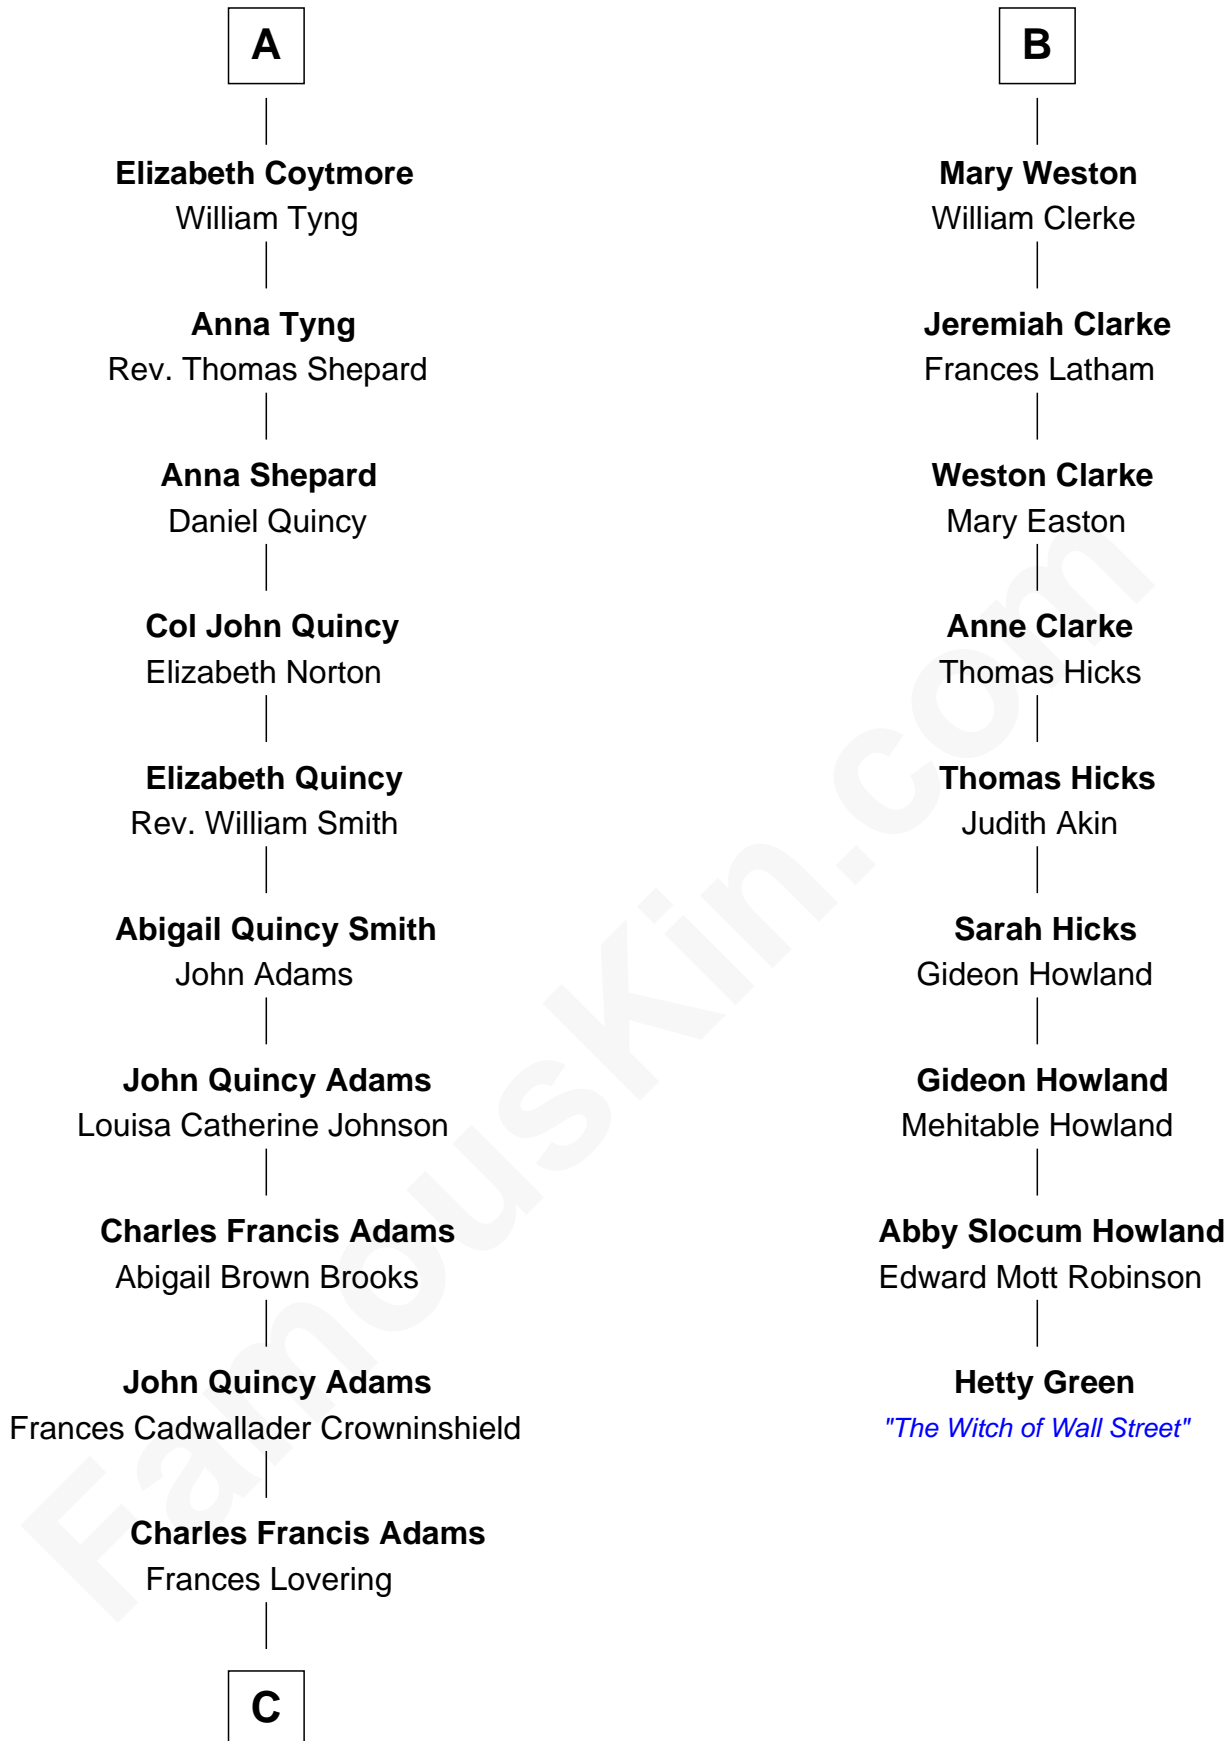 A
Elizabeth Coytmore
William Tyng
Anna Tyng
Rev. Thomas Shepard
Anna Shepard
Daniel Quincy
Col John Quincy
Elizabeth Norton
Elizabeth Quincy
Rev. William Smith
Abigail Quincy Smith
John Adams
John Quincy Adams
Louisa Catherine Johnson
Charles Francis Adams
Abigail Brown Brooks
John Quincy Adams
Frances Cadwallader Crowninshield
Charles Francis Adams
Frances Lovering
C
B
Mary Weston
William Clerke
Jeremiah Clarke
Frances Latham
Weston Clarke
Mary Easton
Anne Clarke
Thomas Hicks
Thomas Hicks
Judith Akin
Sarah Hicks
Gideon Howland
Gideon Howland
Mehitable Howland
Abby Slocum Howland
Edward Mott Robinson
Hetty Green
"The Witch of Wall Street"
FamousKin.com